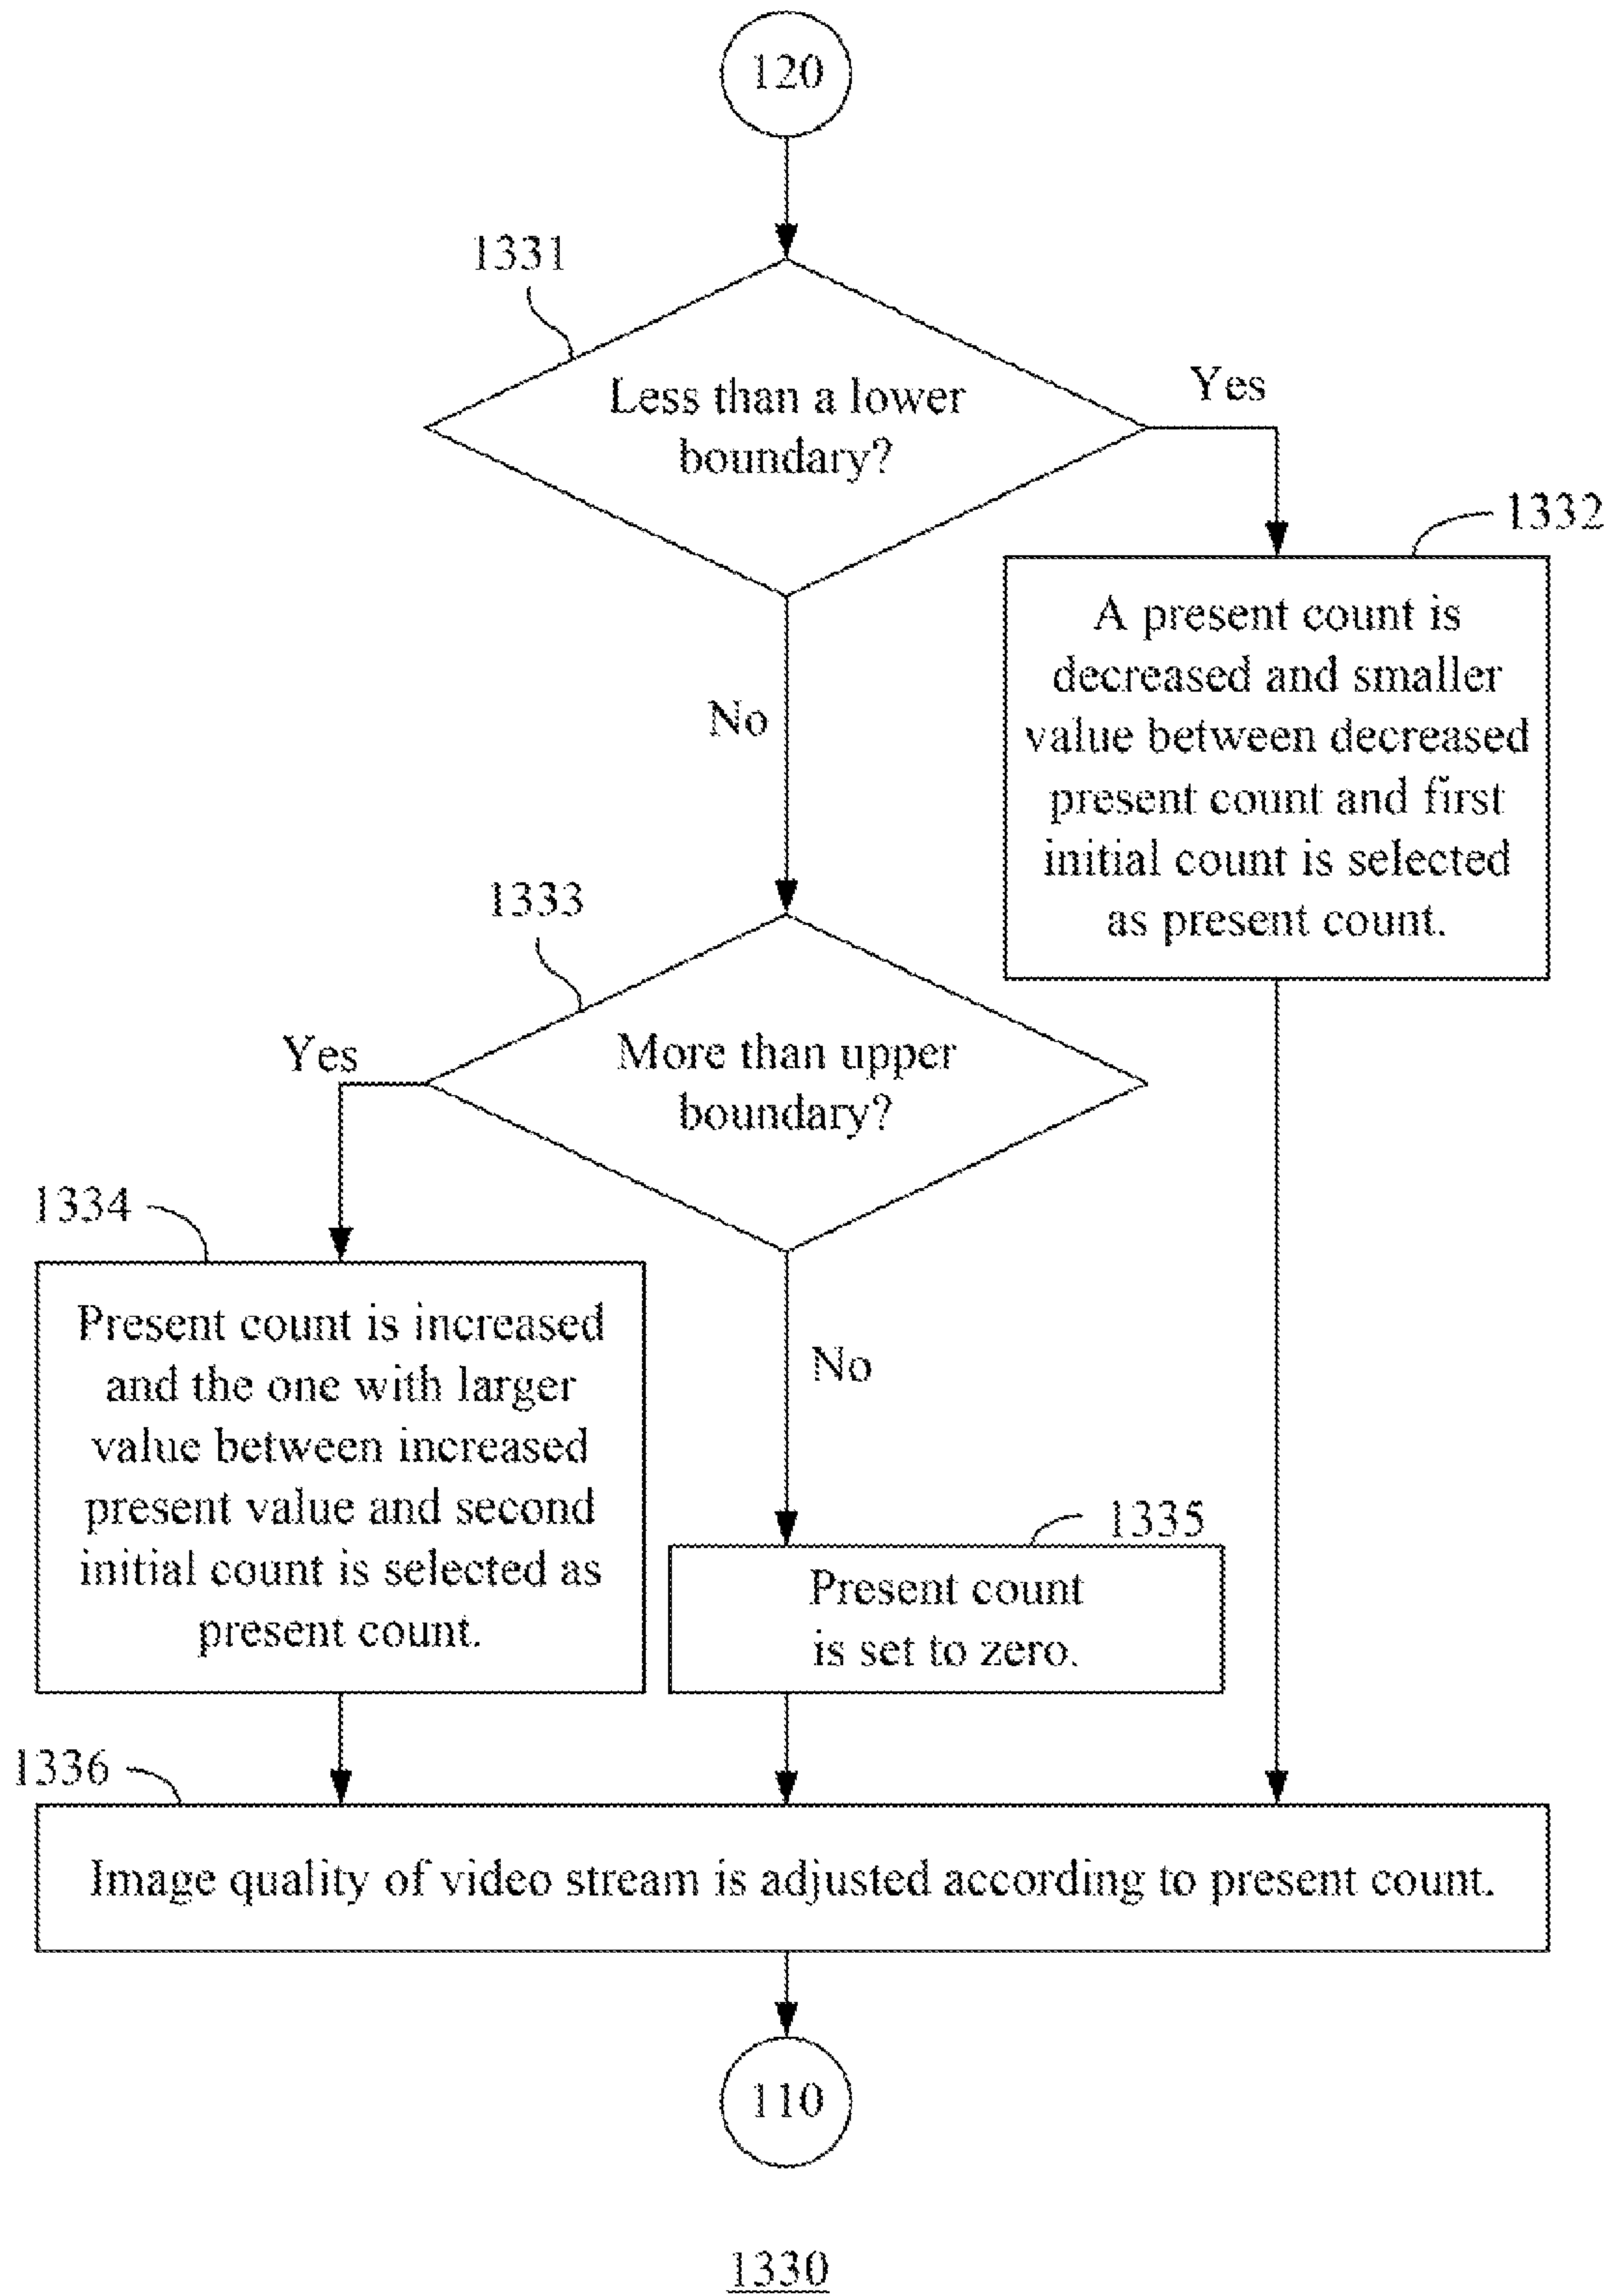 120
1331
Less than a lower
boundary?
Yes
1332
A present count is
decreased and smaller
value between decreased
present count and first
initial count is selected
as present count.
No
1333
More than upper
boundary?
Yes
1334
Present count is increased
and the one with larger
value between increased
present value and second
initial count is selected as
present count.
No
1335
Present count
is set to zero.
1336
Image quality of video stream is adjusted according to present count.
110
1330